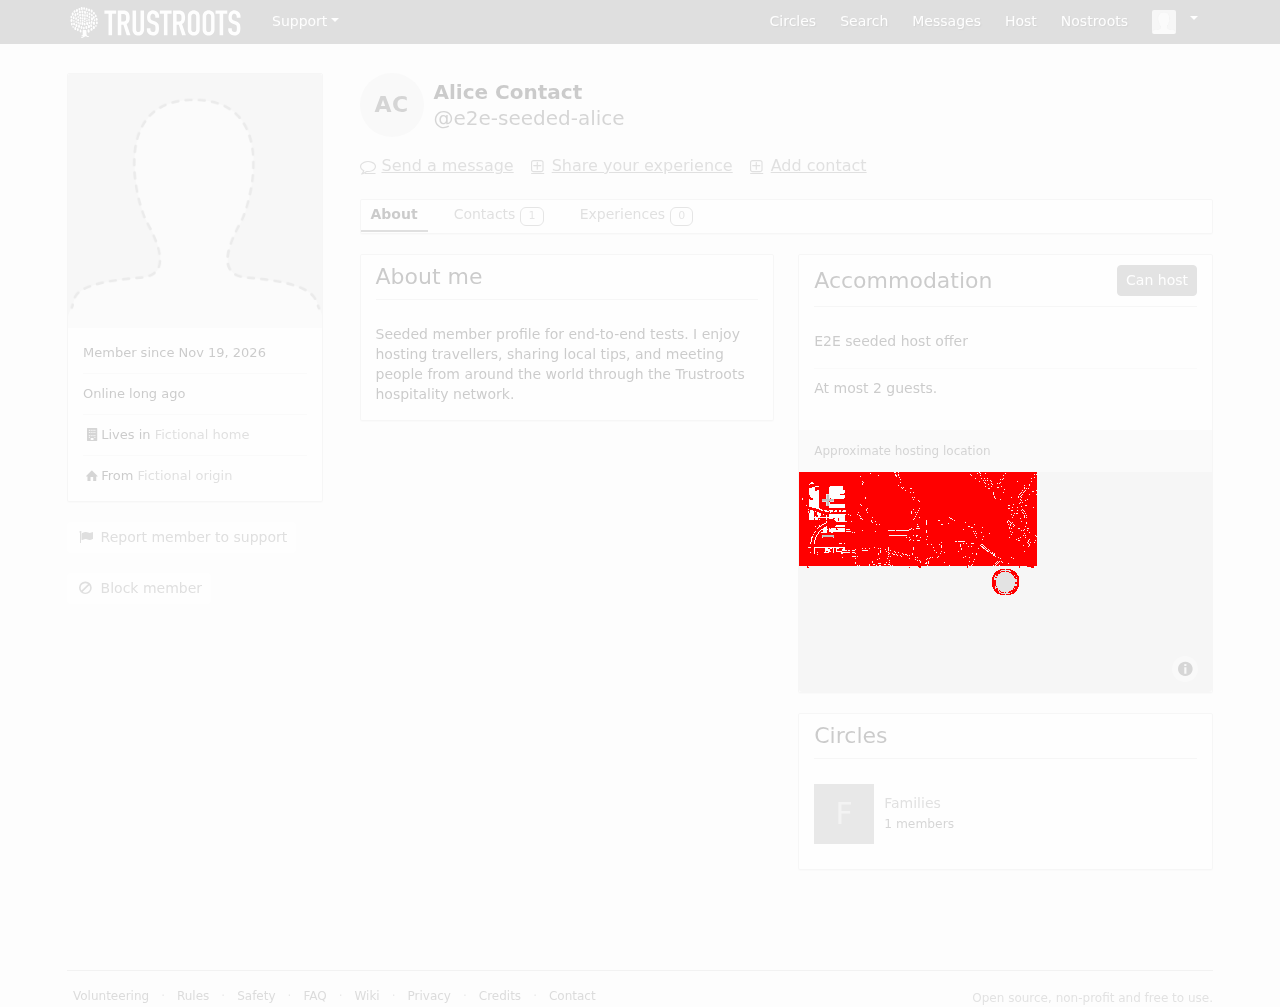 TRUSTROOTS Support Circles Search Messages Host Nostroots
AC
Alice Contact
@e2e-seeded-alice
Send a message Share your experience Add contact
About Contacts 1 Experiences 0
Member since Nov 19, 2026
Online long ago
Lives in Fictional home
From Fictional origin
Report member to support
Block member
About me
Seeded member profile for end-to-end tests. I enjoy
hosting travellers, sharing local tips, and meeting
people from around the world through the Trustroots
hospitality network.
Accommodation Can host
E2E seeded host offer
At most 2 guests.
Approximate hosting location
Circles
F
Families
1 members
Volunteering · Rules · Safety · FAQ · Wiki · Privacy · Credits · Contact
Open source, non-profit and free to use.